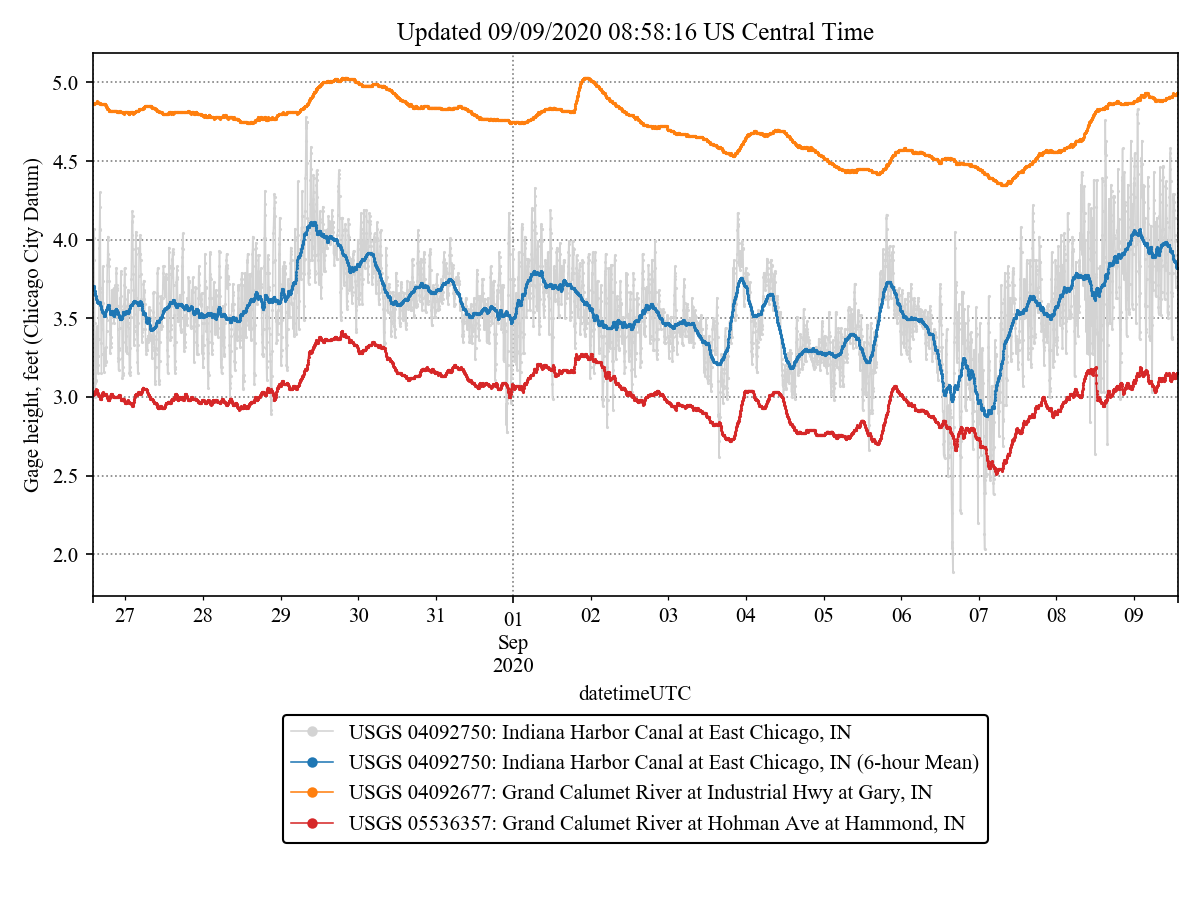 Updated 09/09/2020 08:58:16 US Central Time
Gage height, feet (Chicago City Datum)
5.0
4.5
4.0
3.5
3.0
2.5
2.0
27 28 29 30 31 01 02 03 04 05 06 07 08 09
Sep
2020
datetimeUTC
USGS 04092750: Indiana Harbor Canal at East Chicago, IN
USGS 04092750: Indiana Harbor Canal at East Chicago, IN (6-hour Mean)
USGS 04092677: Grand Calumet River at Industrial Hwy at Gary, IN
USGS 05536357: Grand Calumet River at Hohman Ave at Hammond, IN